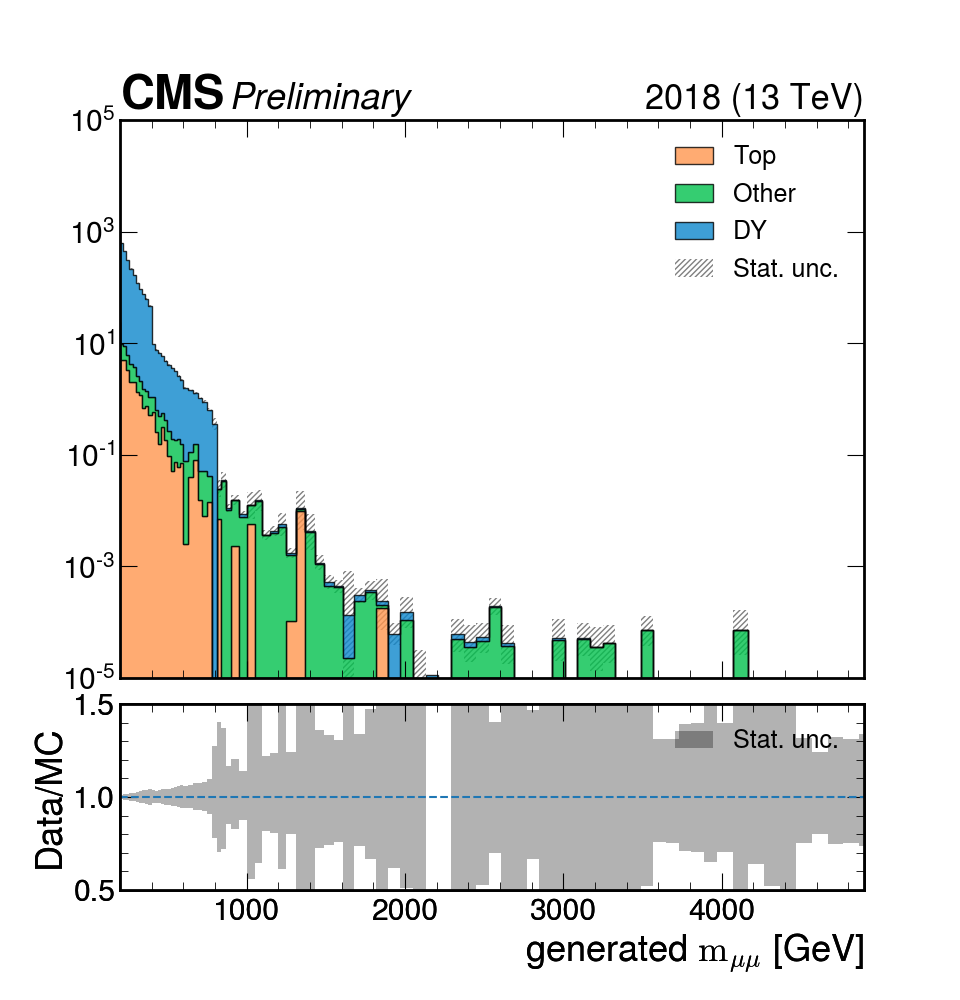 CMS Preliminary 2018 (13 TeV)
10^5
10^3
10^1
10^-1
10^-3
10^-5
Top
Other
DY
Stat. unc.
1.5
1.0
0.5
Data/MC
Stat. unc.
1000 2000 3000 4000
generated m_μμ [GeV]